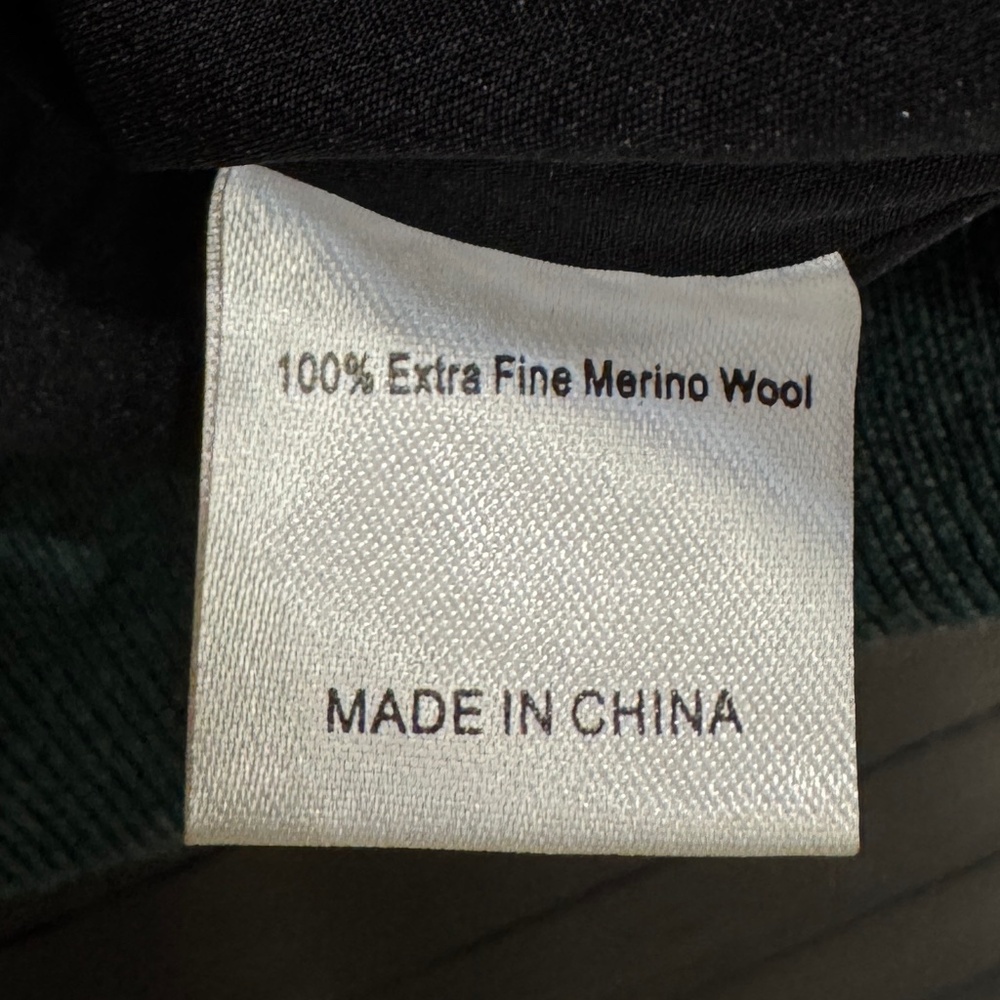 100% Extra Fine Merino Wool
MADE IN CHINA